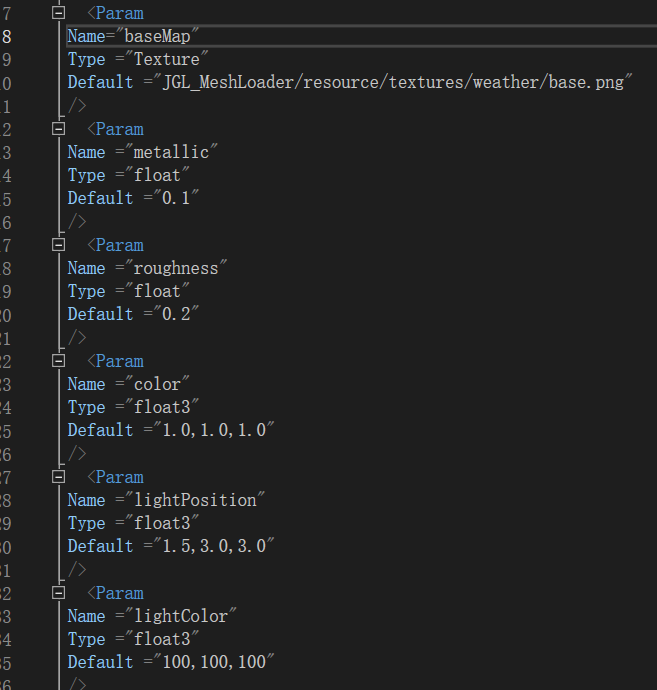 7 <Param
8 Name="baseMap"
9 Type ="Texture"
10 Default ="JGL_MeshLoader/resource/textures/weather/base.png"
11 />
12 <Param
13 Name ="metallic"
14 Type ="float"
15 Default ="0.1"
16 />
17 <Param
18 Name ="roughness"
19 Type ="float"
20 Default ="0.2"
21 />
22 <Param
23 Name ="color"
24 Type ="float3"
25 Default ="1.0,1.0,1.0"
26 />
27 <Param
28 Name ="lightPosition"
29 Type ="float3"
30 Default ="1.5,3.0,3.0"
31 />
32 <Param
33 Name ="lightColor"
34 Type ="float3"
35 Default ="100,100,100"
36 />